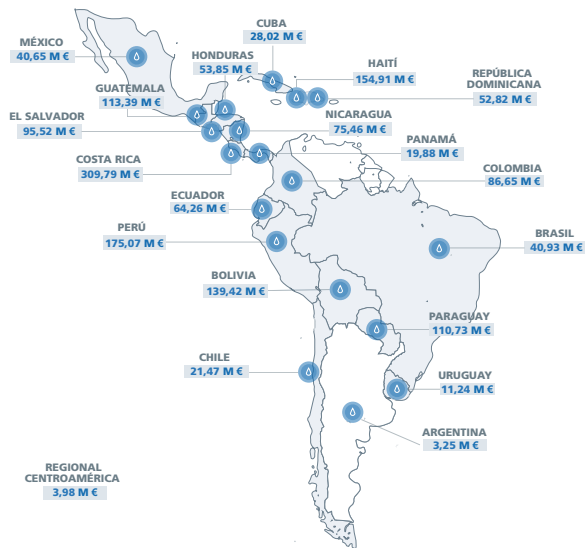 CUBA
28,02 M €
MÉXICO
40,65 M €
HONDURAS
53,85 M €
HAITÍ
154,91 M €
REPÚBLICA
DOMINICANA
52,82 M €
GUATEMALA
113,39 M €
EL SALVADOR
95,52 M €
NICARAGUA
75,46 M €
COSTA RICA
309,79 M €
PANAMÁ
19,88 M €
COLOMBIA
86,65 M €
ECUADOR
64,26 M €
PERÚ
175,07 M €
BRASIL
40,93 M €
BOLIVIA
139,42 M €
PARAGUAY
110,73 M €
CHILE
21,47 M €
URUGUAY
11,24 M €
ARGENTINA
3,25 M €
REGIONAL
CENTROAMÉRICA
3,98 M €